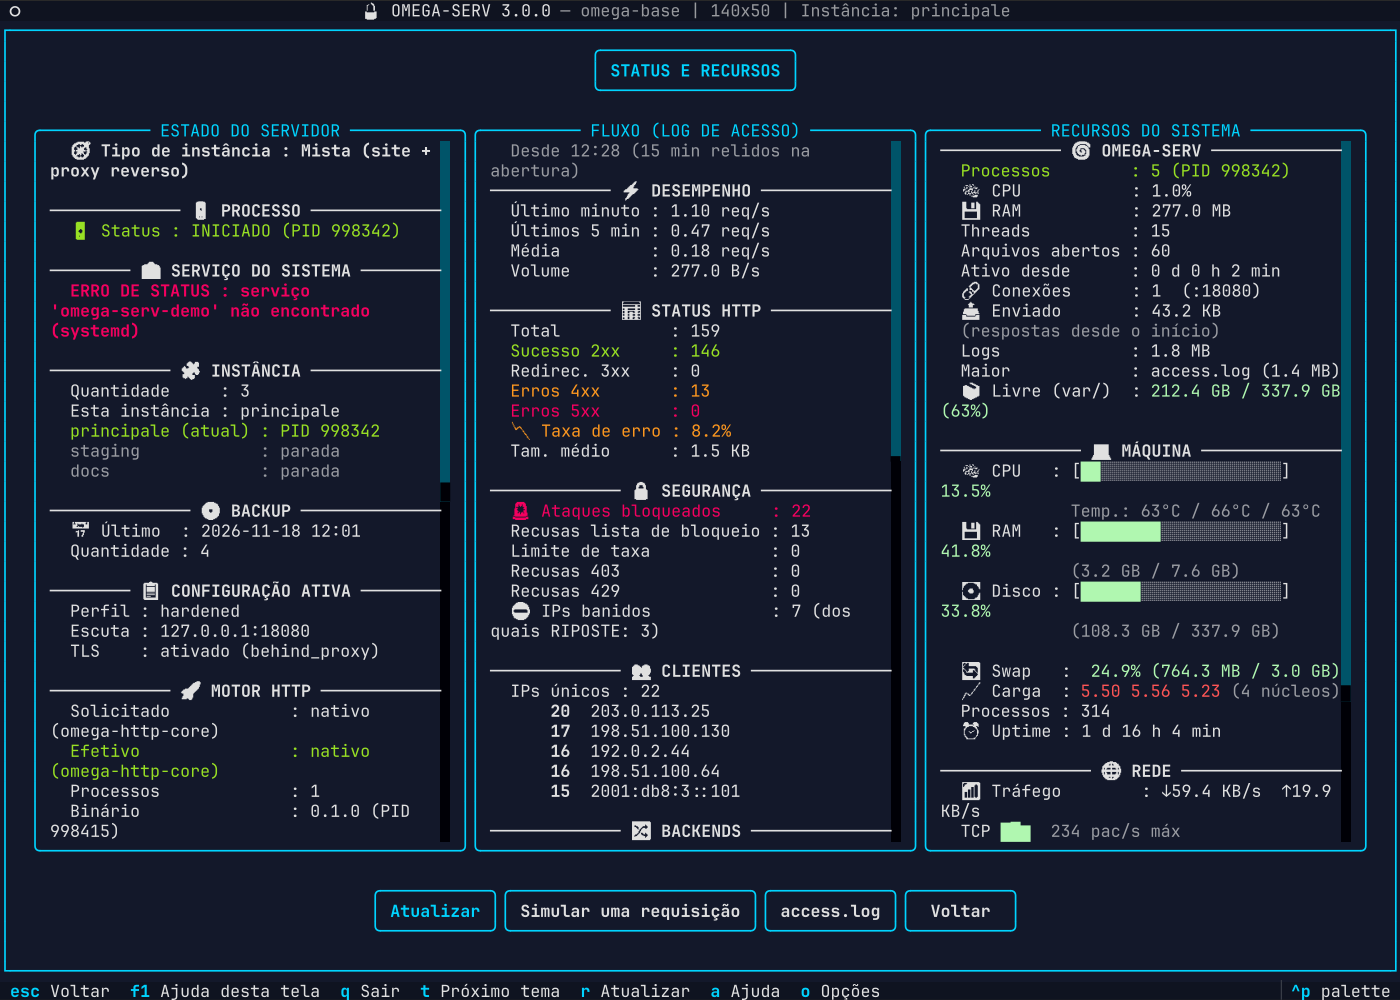 OMEGA-SERV 3.0.0 — omega-base | 140x50 | Instância: principale
STATUS E RECURSOS
ESTADO DO SERVIDOR
Tipo de instância : Mista (site +
proxy reverso)
PROCESSO
Status : INICIADO (PID 998342)
SERVIÇO DO SISTEMA
ERRO DE STATUS : serviço
'omega-serv-demo' não encontrado
(systemd)
INSTÂNCIA
Quantidade : 3
Esta instância : principale
principale (atual) : PID 998342
staging : parada
docs : parada
BACKUP
Último : 2026-11-18 12:01
Quantidade : 4
CONFIGURAÇÃO ATIVA
Perfil : hardened
Escuta : 127.0.0.1:18080
TLS : ativado (behind_proxy)
MOTOR HTTP
Solicitado : nativo
(omega-http-core)
Efetivo : nativo
(omega-http-core)
Processos : 1
Binário : 0.1.0 (PID
998415)
FLUXO (LOG DE ACESSO)
Desde 12:28 (15 min relidos na
abertura)
DESEMPENHO
Último minuto : 1.10 req/s
Últimos 5 min : 0.47 req/s
Média : 0.18 req/s
Volume : 277.0 B/s
STATUS HTTP
Total : 159
Sucesso 2xx : 146
Redirec. 3xx : 0
Erros 4xx : 13
Erros 5xx : 0
Taxa de erro : 8.2%
Tam. médio : 1.5 KB
SEGURANÇA
Ataques bloqueados : 22
Recusas lista de bloqueio : 13
Limite de taxa : 0
Recusas 403 : 0
Recusas 429 : 0
IPs banidos : 7 (dos
quais RIPOSTE: 3)
CLIENTES
IPs únicos : 22
20 203.0.113.25
17 198.51.100.130
16 192.0.2.44
16 198.51.100.64
15 2001:db8:3::101
BACKENDS
RECURSOS DO SISTEMA
OMEGA-SERV
Processos : 5 (PID 998342)
CPU : 1.0%
RAM : 277.0 MB
Threads : 15
Arquivos abertos : 60
Ativo desde : 0 d 0 h 2 min
Conexões : 1 (:18080)
Enviado : 43.2 KB
(respostas desde o início)
Logs : 1.8 MB
Maior : access.log (1.4 MB)
Livre (var/) : 212.4 GB / 337.9 GB
(63%)
MÁQUINA
CPU : [ ]
13.5%
Temp.: 63°C / 66°C / 63°C
RAM : [ ]
41.8%
(3.2 GB / 7.6 GB)
Disco : [ ]
33.8%
(108.3 GB / 337.9 GB)
Swap : 24.9% (764.3 MB / 3.0 GB)
Carga : 5.50 5.56 5.23 (4 núcleos)
Processos : 314
Uptime : 1 d 16 h 4 min
REDE
Tráfego : ↓59.4 KB/s ↑19.9
KB/s
TCP 234 pac/s máx
Atualizar Simular uma requisição access.log Voltar
esc Voltar f1 Ajuda desta tela q Sair t Próximo tema r Atualizar a Ajuda o Opções ^p palette